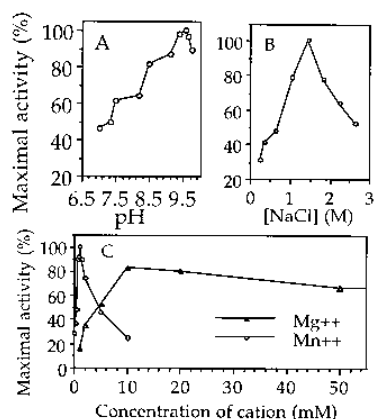 A
B
Maximal activity (%)
100
80
60
40
20
6.5 7.5 8.5 9.5
pH
100
80
60
40
20
0 1 2 3
[NaCl] (M)
C
Maximal activity (%)
100
80
60
40
20
0
Mg++
Mn++
0 10 20 30 40 50
Concentration of cation (mM)